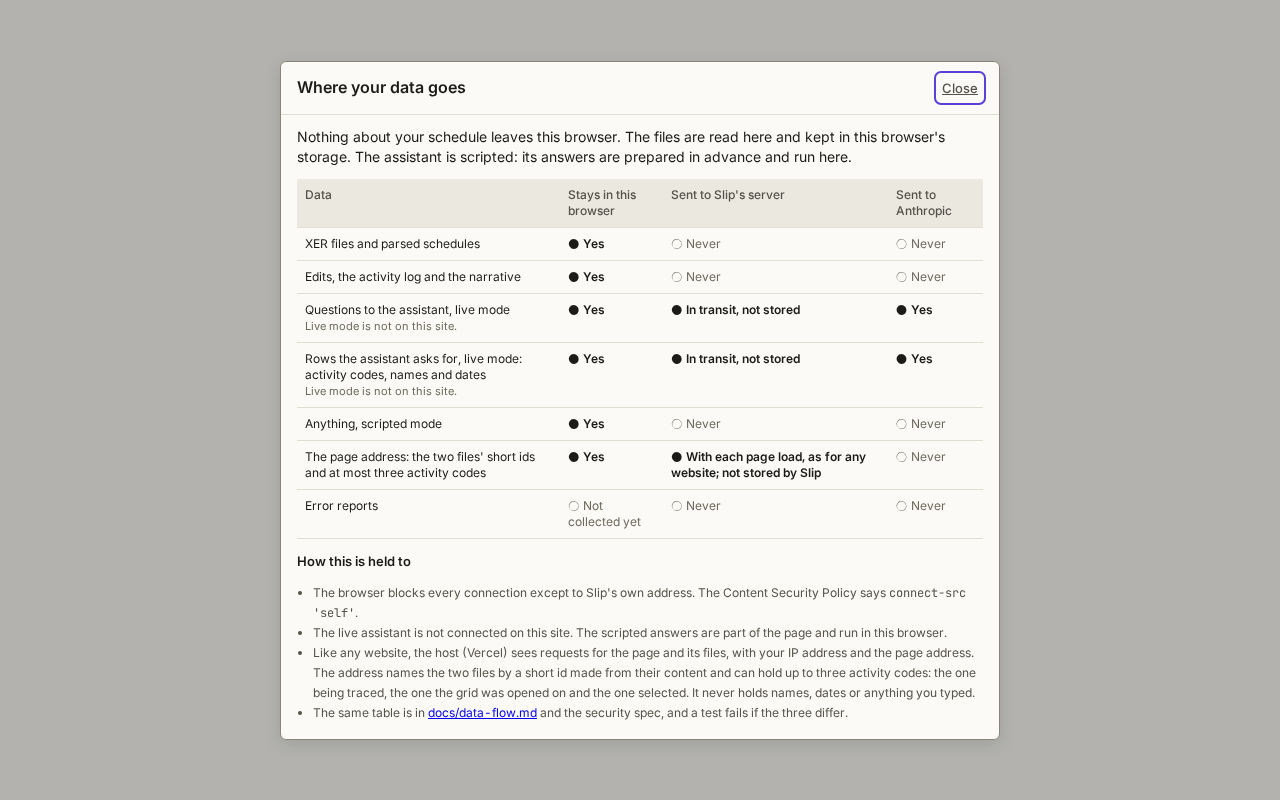 Where your data goes
Close
Nothing about your schedule leaves this browser. The files are read here and kept in this browser's
storage. The assistant is scripted: its answers are prepared in advance and run here.
Data
Stays in this
browser
Sent to Slip's server
Sent to
Anthropic
XER files and parsed schedules
Yes
Never
Never
Edits, the activity log and the narrative
Yes
Never
Never
Questions to the assistant, live mode
Live mode is not on this site.
Yes
In transit, not stored
Yes
Rows the assistant asks for, live mode:
activity codes, names and dates
Live mode is not on this site.
Yes
In transit, not stored
Yes
Anything, scripted mode
Yes
Never
Never
The page address: the two files' short ids
and at most three activity codes
Yes
With each page load, as for any
website; not stored by Slip
Never
Error reports
Not
collected yet
Never
Never
How this is held to
• The browser blocks every connection except to Slip's own address. The Content Security Policy says connect-src
'self'.
• The live assistant is not connected on this site. The scripted answers are part of the page and run in this browser.
• Like any website, the host (Vercel) sees requests for the page and its files, with your IP address and the page address.
The address names the two files by a short id made from their content and can hold up to three activity codes: the one
being traced, the one the grid was opened on and the one selected. It never holds names, dates or anything you typed.
• The same table is in docs/data-flow.md and the security spec, and a test fails if the three differ.